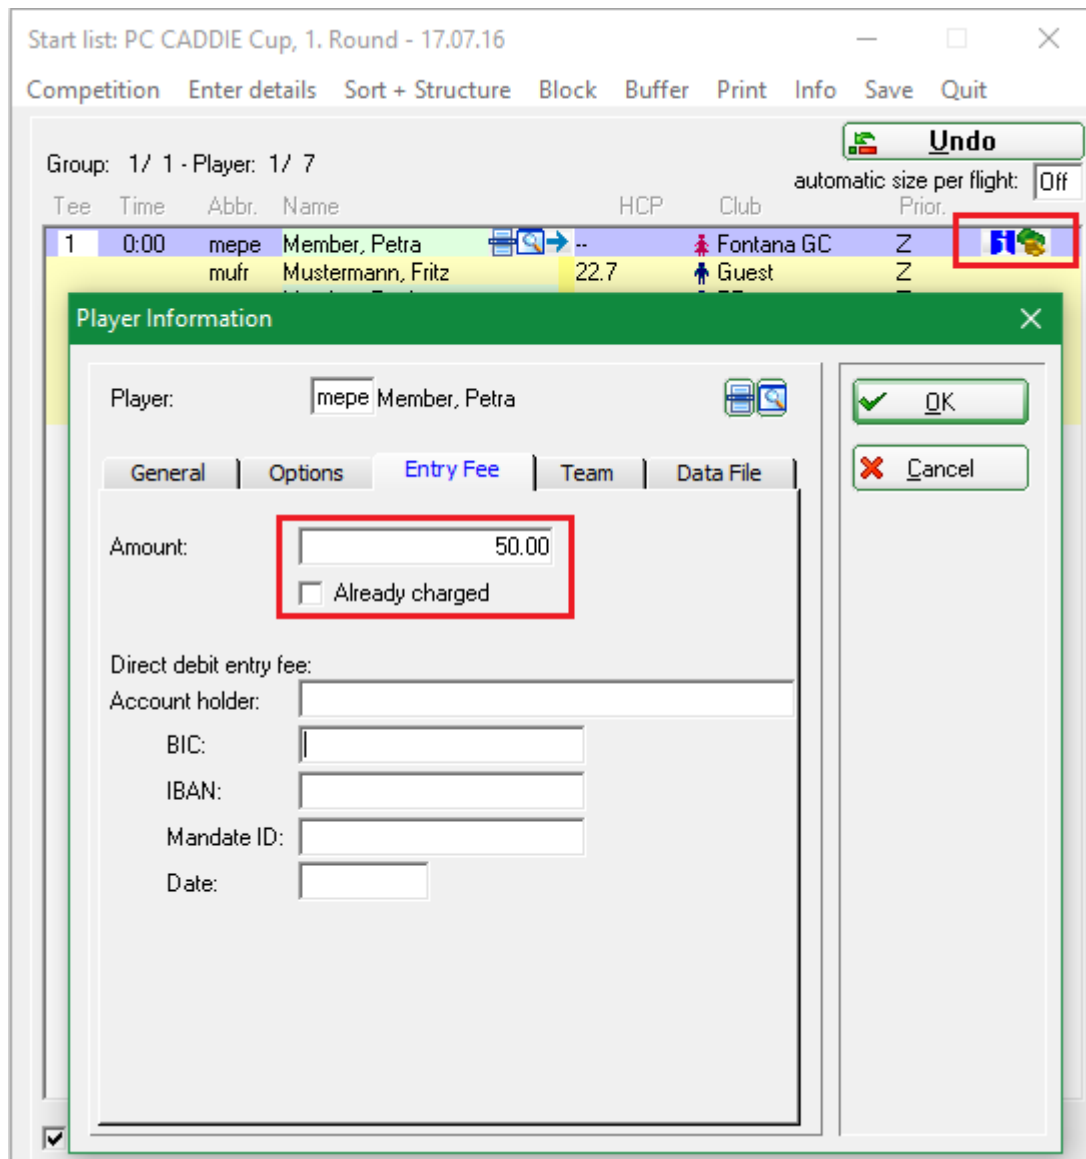 Start list: PC CADDIE Cup, 1. Round - 17.07.16
Competition Enter details Sort + Structure Block Buffer Print Info Save Quit
Undo
Group: 1/ 1 - Player: 1/ 7
automatic size per flight: Off
Tee Time Abbr. Name HCP Club Prior.
1 0:00 mepe Member, Petra -- Fontana GC Z
mufr Mustermann, Fritz 22.7 Guest Z
Player Information
Player: mepe Member, Petra
OK
General Options Entry Fee Team Data File
Cancel
Amount: 50.00
Already charged
Direct debit entry fee:
Account holder:
BIC:
IBAN:
Mandate ID:
Date: